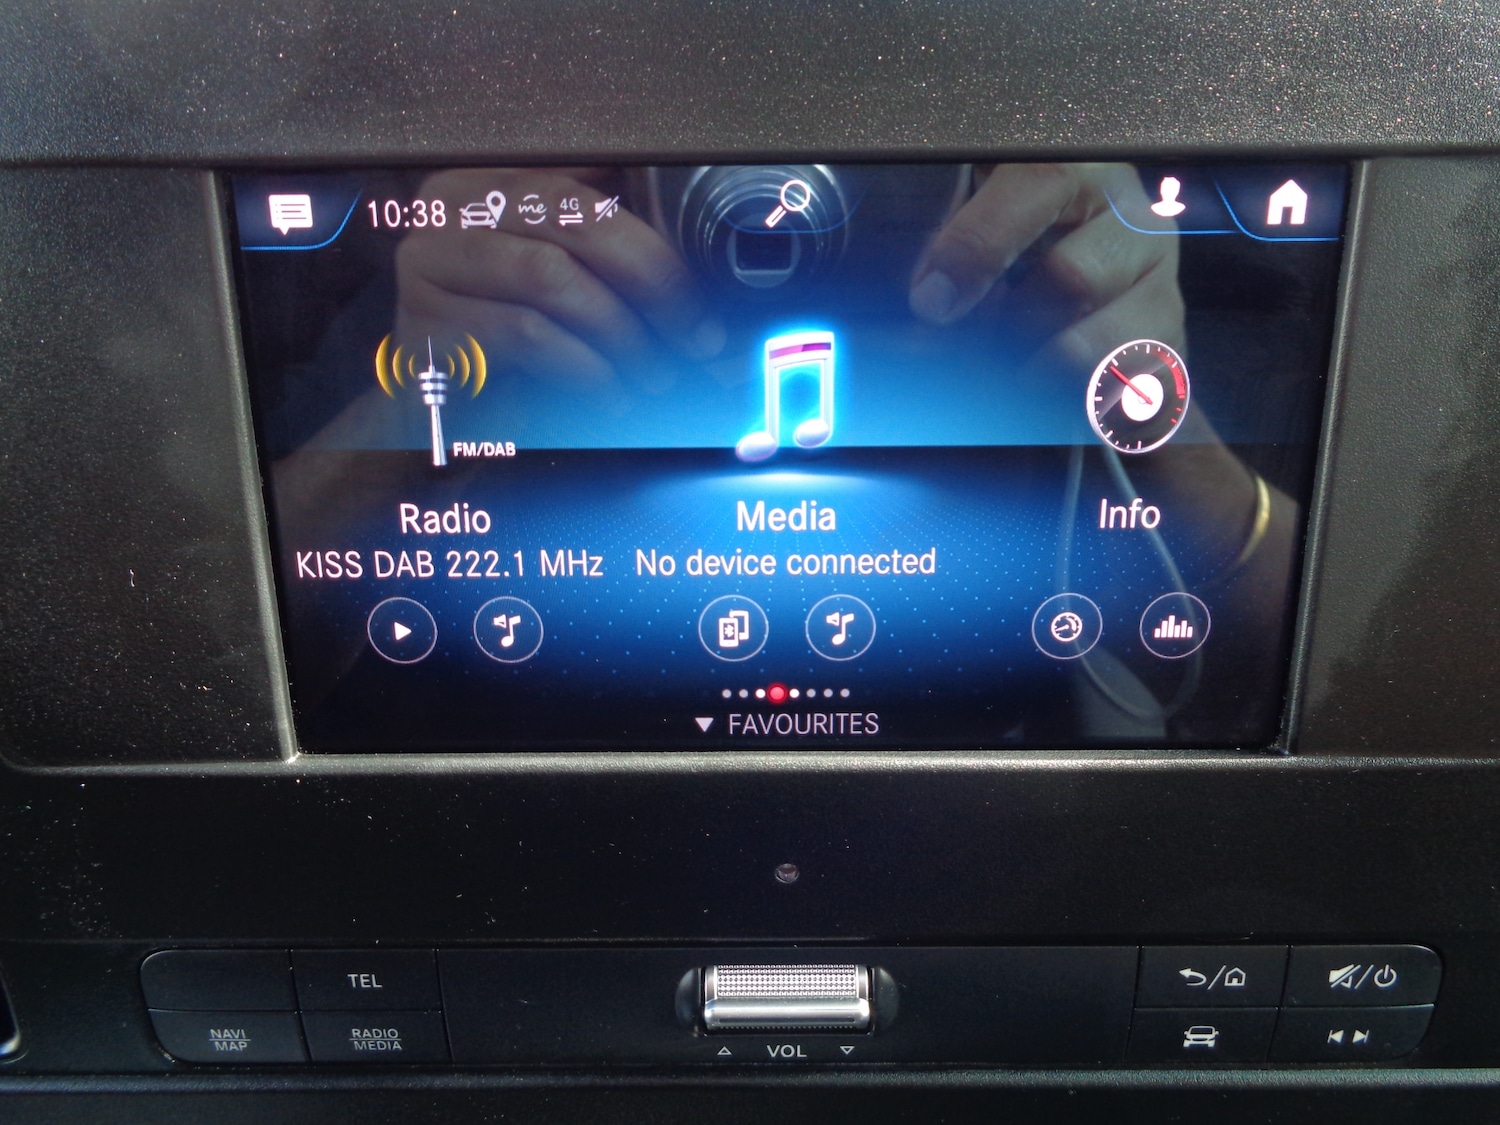 10:38 me 4G
FM/DAB
Radio Media Info
KISS DAB 222.1 MHz No device connected
FAVOURITES
TEL
NAVI RADIO
MAP MEDIA
VOL